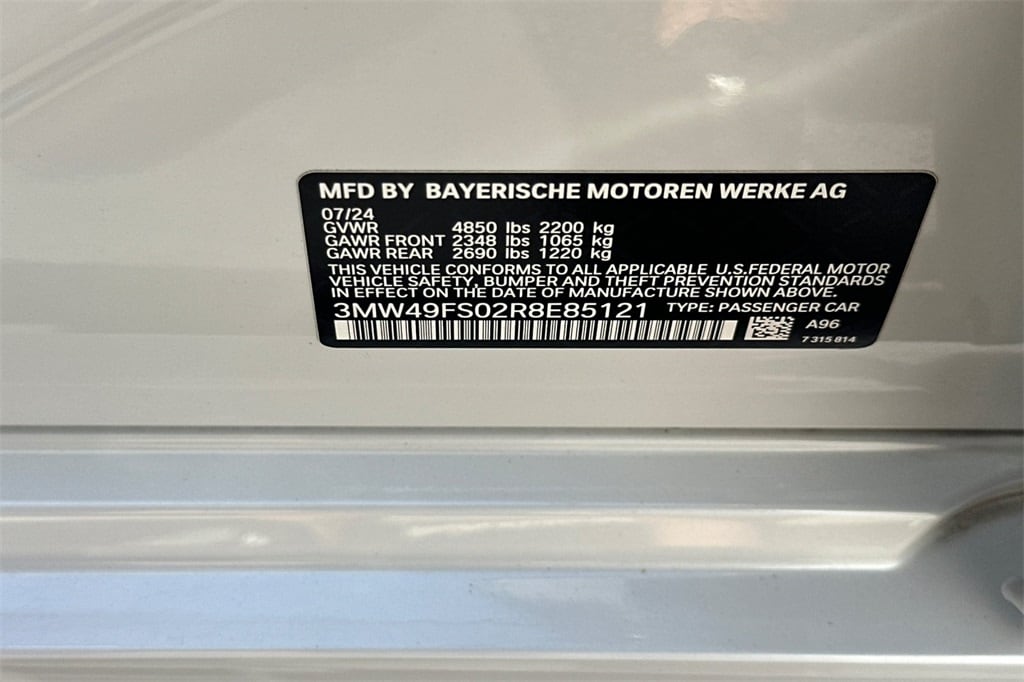 MFD BY BAYERISCHE MOTOREN WERKE AG
07/24
GVWR 4850 lbs 2200 kg
GAWR FRONT 2348 lbs 1065 kg
GAWR REAR 2690 lbs 1220 kg
THIS VEHICLE CONFORMS TO ALL APPLICABLE U.S.FEDERAL MOTOR
VEHICLE SAFETY, BUMPER AND THEFT PREVENTION STANDARDS
IN EFFECT ON THE DATE OF MANUFACTURE SHOWN ABOVE.
3MW49FS02R8E85121 TYPE: PASSENGER CAR
A96
7 315 814